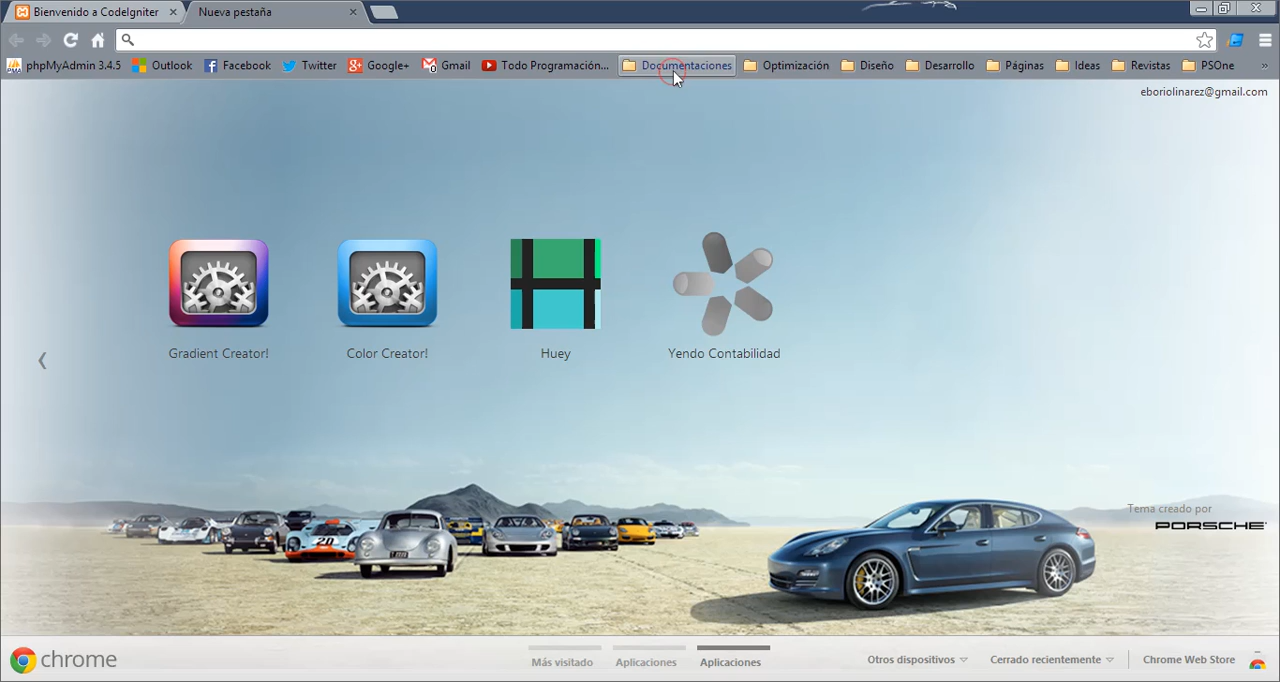 Bienvenido a CodeIgniter
Nueva pestaña
phpMyAdmin 3.4.5 Outlook Facebook Google+ Gmail Todo Programación... Documentaciones Optimización Diseño Desarrollo Páginas Ideas Revistas PSOne »
eboriolinarez@gmail.com
Gradient Creator! Color Creator! Huey Yendo Contabilidad
20
Tema creado por
PORSCHE
chrome Más visitado Aplicaciones Aplicaciones Otros dispositivos Cerrado recientemente Chrome Web Store